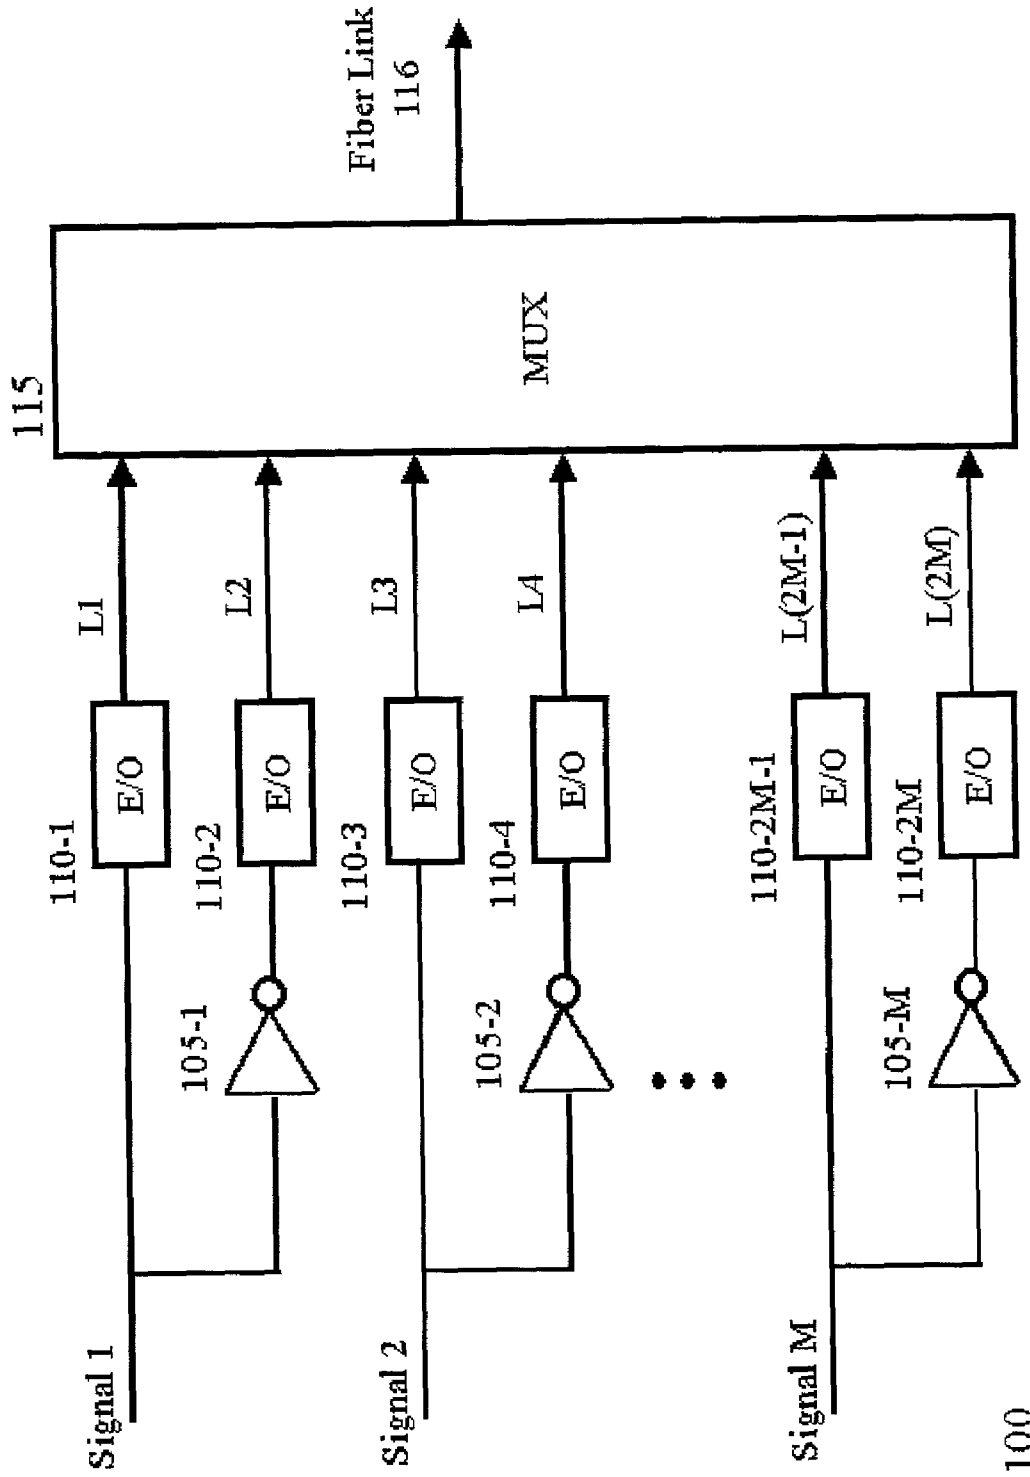 Signal 1
110-1
E/O
L1
105-1
110-2
E/O
L2
Signal 2
110-3
E/O
L3
105-2
110-4
E/O
L4
Signal M
110-2M-1
E/O
L(2M-1)
105-M
110-2M
E/O
L(2M)
115
MUX
Fiber Link
116
100